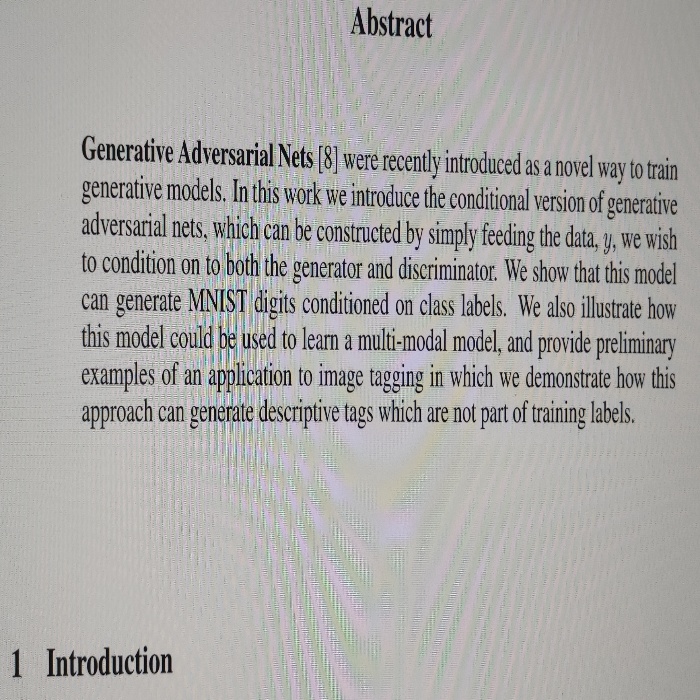 Abstract
Generative Adversarial Nets [8] were recently introduced as a novel way to train
generative models. In this work we introduce the conditional version of generative
adversarial nets, which can be constructed by simply feeding the data, y, we wish
to condition on to both the generator and discriminator. We show that this model
can generate MNIST digits conditioned on class labels. We also illustrate how
this model could be used to learn a multi-modal model, and provide preliminary
examples of an application to image tagging in which we demonstrate how this
approach can generate descriptive tags which are not part of training labels.
1 Introduction